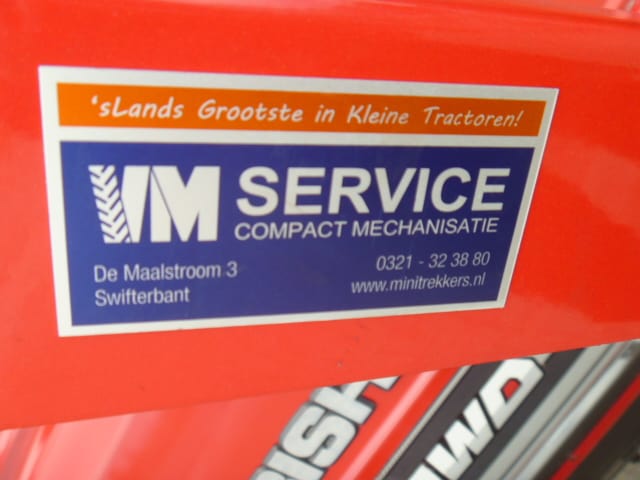 'sLands Grootste in Kleine Tractoren!
VM SERVICE
COMPACT MECHANISATIE
De Maalstroom 3
0321 - 32 38 80
Swifterbant
www.minitrekkers.nl